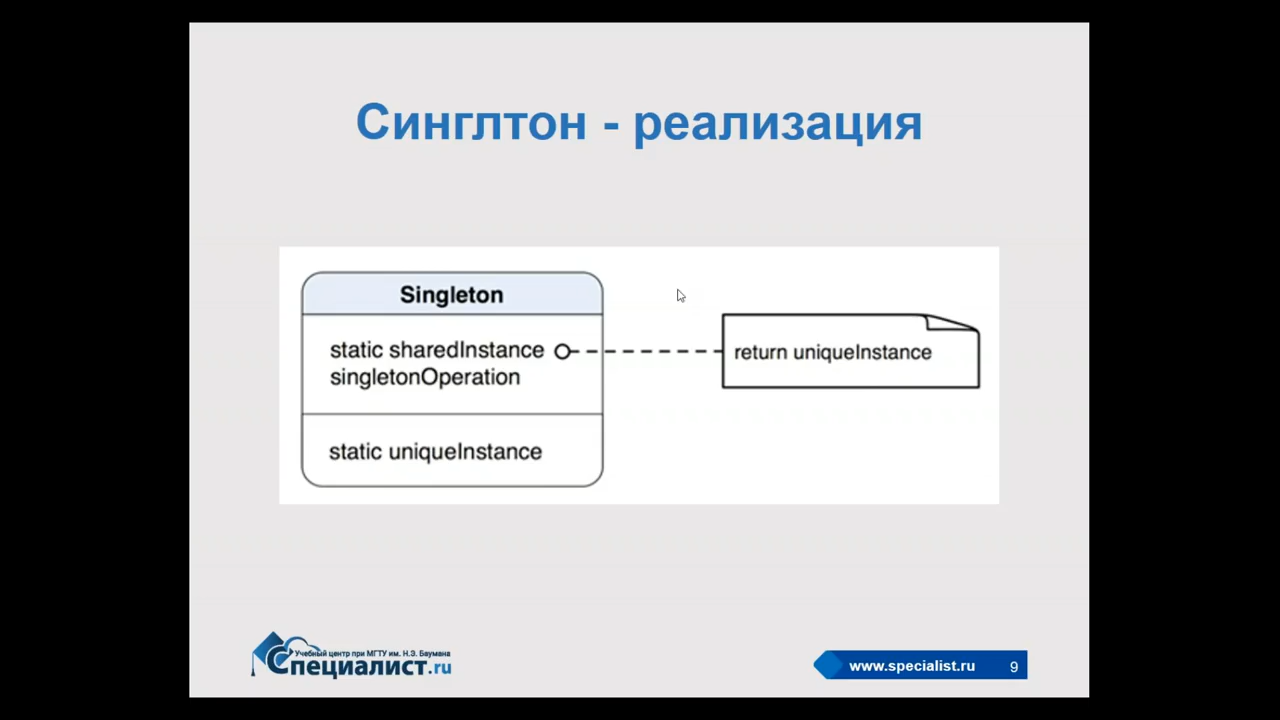 Синглтон - реализация
Singleton
static sharedInstance
singletonOperation
return uniqueInstance
static uniqueInstance
Учебный центр при МГТУ им. Н.Э. Баумана
Специалист.ru
www.specialist.ru
9